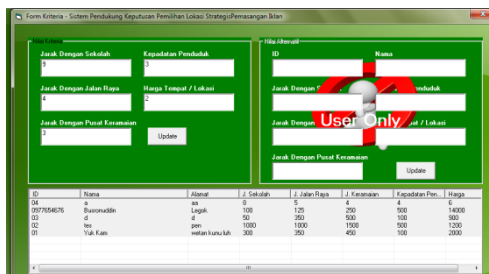 Form Kriteria - Sistem Pendukung Keputusan Pemilihan Lokasi StrategisPemasangan Iklan
Nilai Kriteria
Jarak Dengan Sekolah Kepadatan Penduduk
9 3
Jarak Dengan Jalan Raya Harga Tempat / Lokasi
4 2
Jarak Dengan Pusat Keramaian
3
Update
Nilai Alternatif
ID Nama
Jarak Dengan S nduduk
Jarak Dengan at / Lokasi
User Only
Jarak Dengan Pusat Keramaian
Update
ID Nama Alamat J. Sekolah J. Jalan Raya J. Keramaian Kepadatan Pen... Harga
04 a aa 8 5 4 4 6
0977654676 Busronuddin Legok 100 125 250 500 14000
03 d d 50 350 500 100 900
02 tes pen 1000 1000 1500 500 1200
01 Yuk Kam wetan kunu luh 300 350 450 100 2000